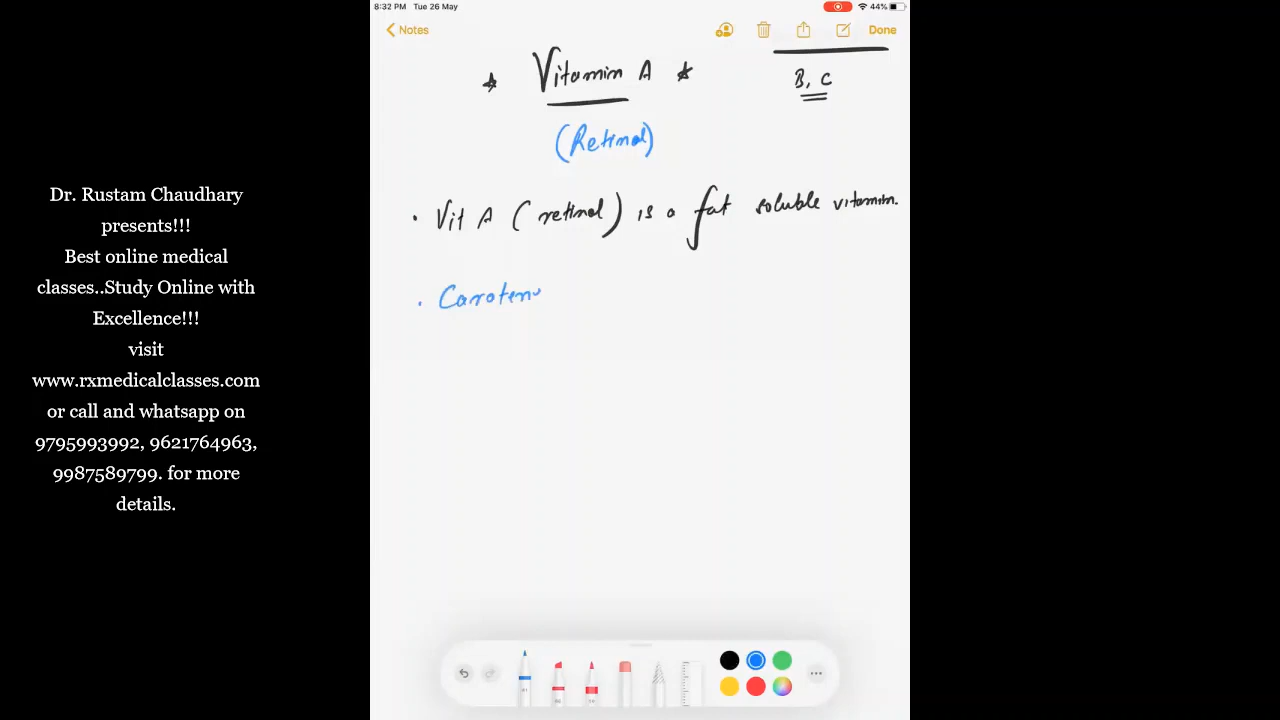 8:32 PM Tue 26 May
44%
Notes
Done
* Vitamin A *
B, C
(Retinol)
Dr. Rustam Chaudhary
presents!!!
Best online medical
classes..Study Online with
Excellence!!!
visit
www.rxmedicalclasses.com
or call and whatsapp on
9795993992, 9621764963,
9987589799. for more
details.
• Vit A (retinol) is a fat soluble vitamin.